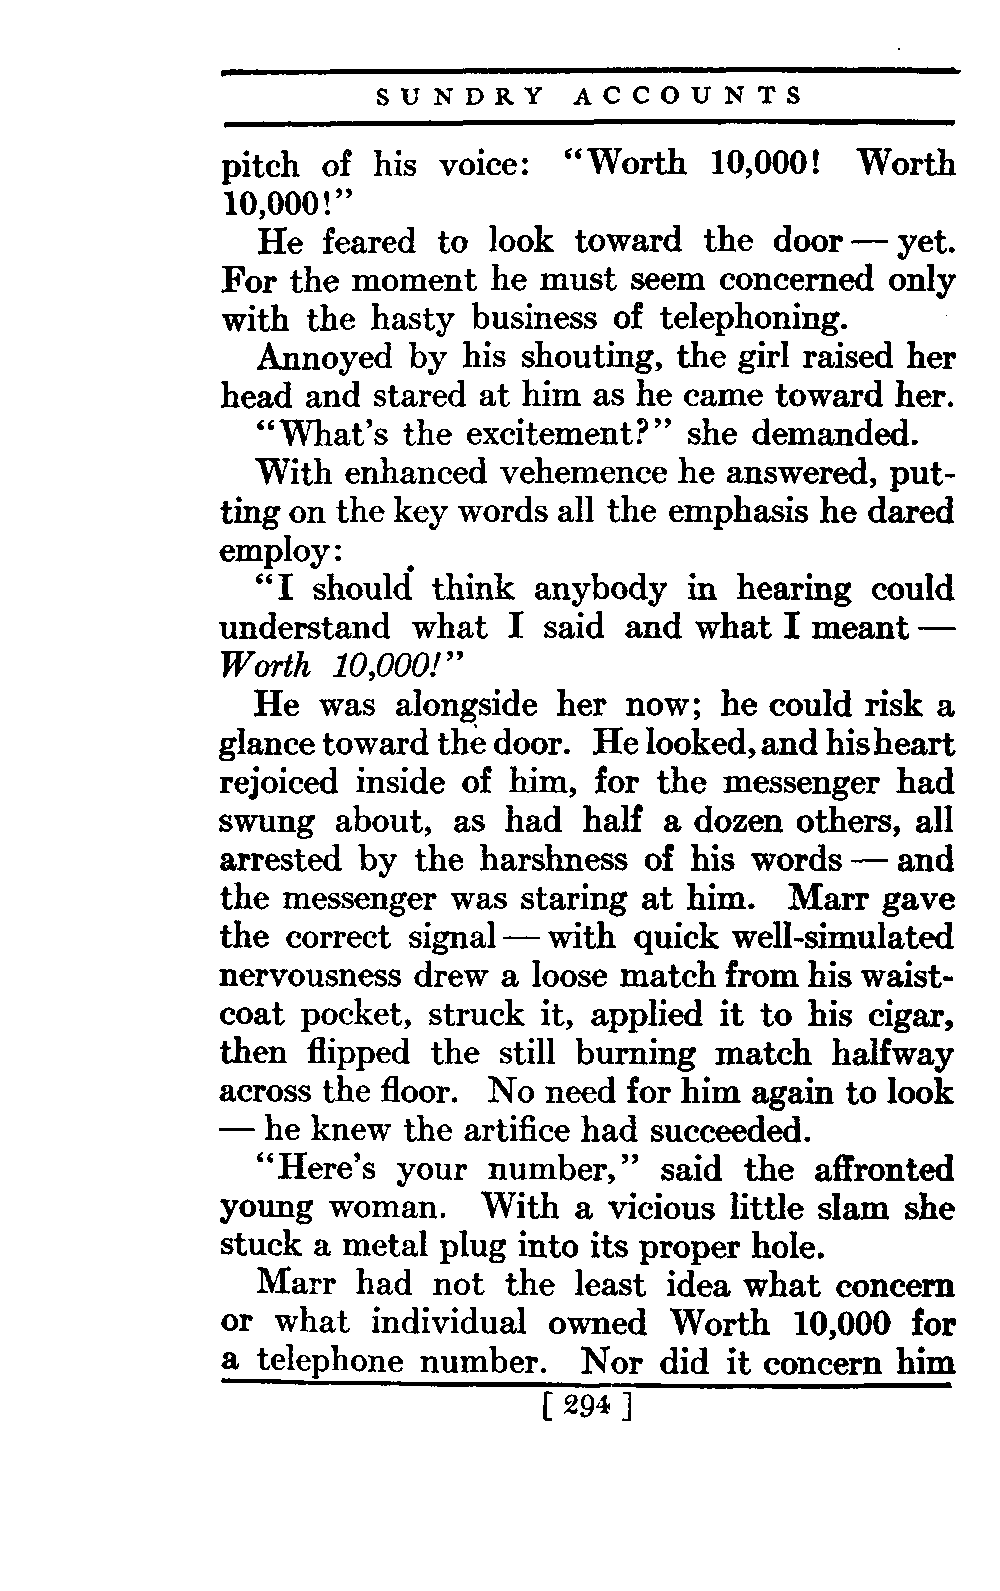 SUNDRY ACCOUNTS
pitch of his voice: “Worth 10,000! Worth
10,000!”
He feared to look toward the door — yet.
For the moment he must seem concerned only
with the hasty business of telephoning.
Annoyed by his shouting, the girl raised her
head and stared at him as he came toward her.
“What's the excitement?” she demanded.
With enhanced vehemence he answered, put-
ting on the key words all the emphasis he dared
employ:
“I should think anybody in hearing could
understand what I said and what I meant —
Worth 10,000!”
He was alongside her now; he could risk a
glance toward the door. He looked, and his heart
rejoiced inside of him, for the messenger had
swung about, as had half a dozen others, all
arrested by the harshness of his words — and
the messenger was staring at him. Marr gave
the correct signal — with quick well-simulated
nervousness drew a loose match from his waist-
coat pocket, struck it, applied it to his cigar,
then flipped the still burning match halfway
across the floor. No need for him again to look
— he knew the artifice had succeeded.
“Here's your number,” said the affronted
young woman. With a vicious little slam she
stuck a metal plug into its proper hole.
Marr had not the least idea what concern
or what individual owned Worth 10,000 for
a telephone number. Nor did it concern him
[ 294 ]